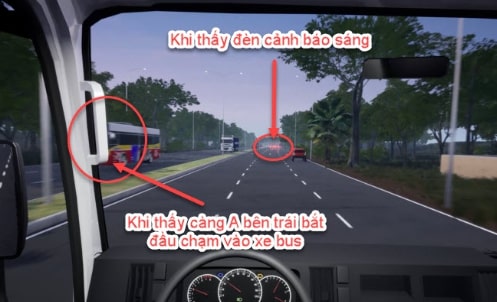 Khi thấy đèn cảnh báo sáng
Khi thấy càng A bên trái bắt
đầu chạm vào xe bus